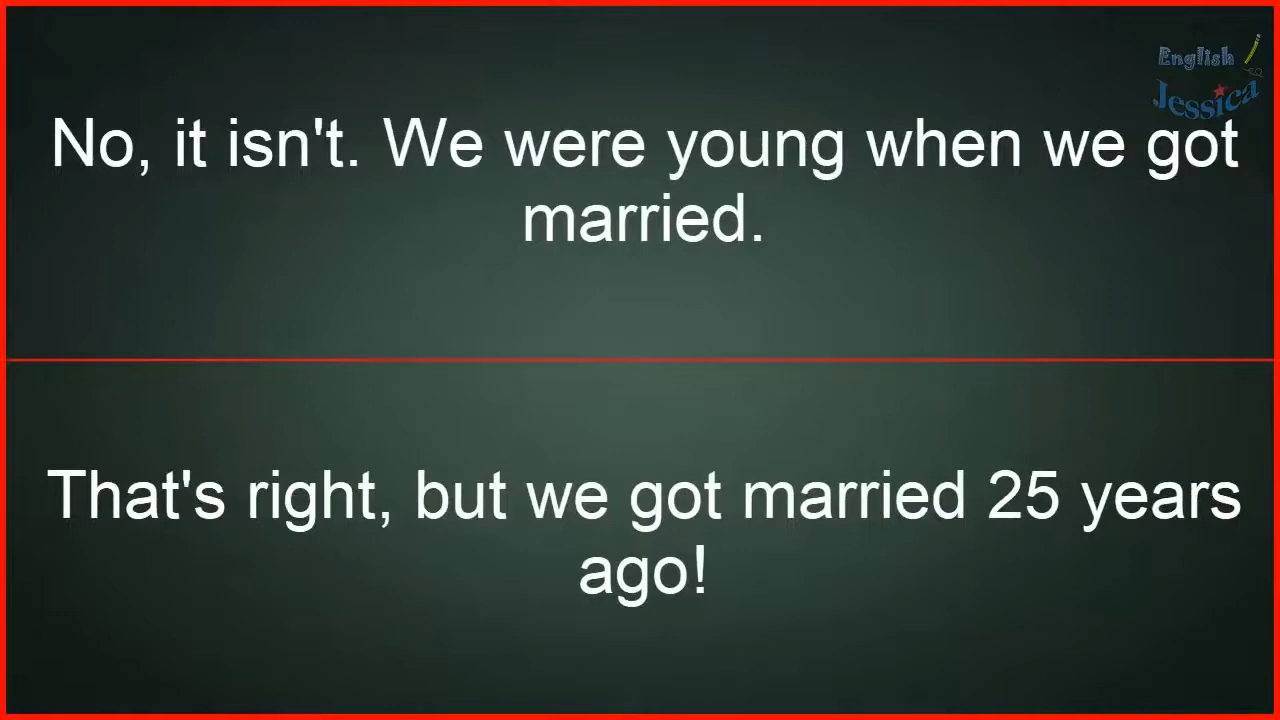 English
Jessica
No, it isn't. We were young when we got
married.
That's right, but we got married 25 years
ago!